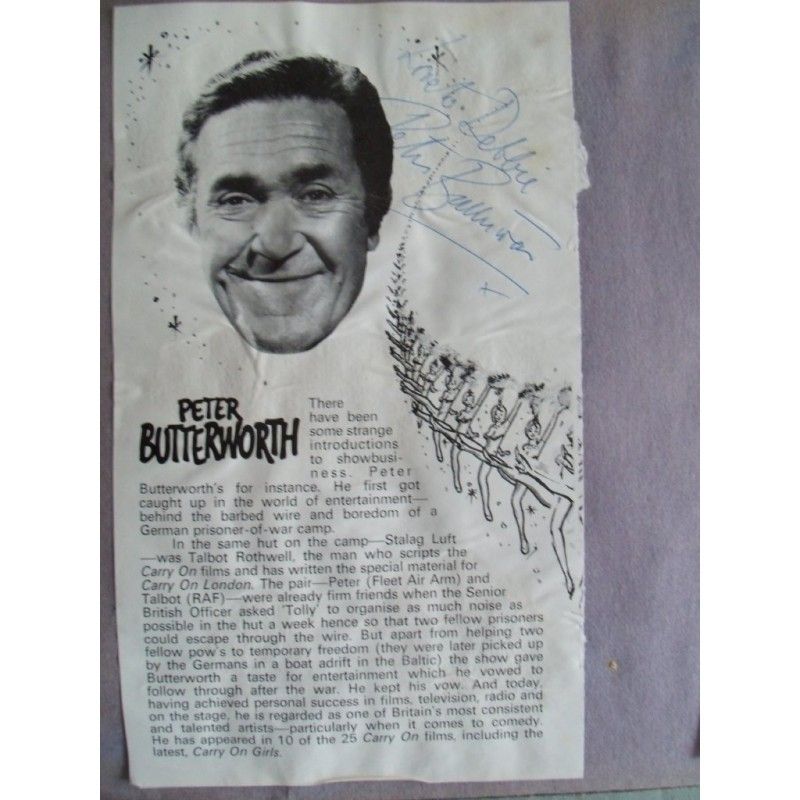 Love to Debbie
Peter Butterworth
x
PETER
BUTTERWORTH
There
have been
some strange
introductions
to showbusi-
ness. Peter
Butterworth's for instance. He first got
caught up in the world of entertainment—
behind the barbed wire and boredom of a
German prisoner-of-war camp.
In the same hut on the camp—Stalag Luft
—was Talbot Rothwell, the man who scripts the
Carry On films and has written the special material for
Carry On London. The pair—Peter (Fleet Air Arm) and
Talbot (RAF)—were already firm friends when the Senior
British Officer asked 'Tolly' to organise as much noise as
possible in the hut a week hence so that two fellow prisoners
could escape through the wire. But apart from helping two
fellow pow's to temporary freedom (they were later picked up
by the Germans in a boat adrift in the Baltic) the show gave
Butterworth a taste for entertainment which he vowed to
follow through after the war. He kept his vow. And today,
having achieved personal success in films, television, radio and
on the stage, he is regarded as one of Britain's most consistent
and talented artists—particularly when it comes to comedy.
He has appeared in 10 of the 25 Carry On films, including the
latest, Carry On Girls.